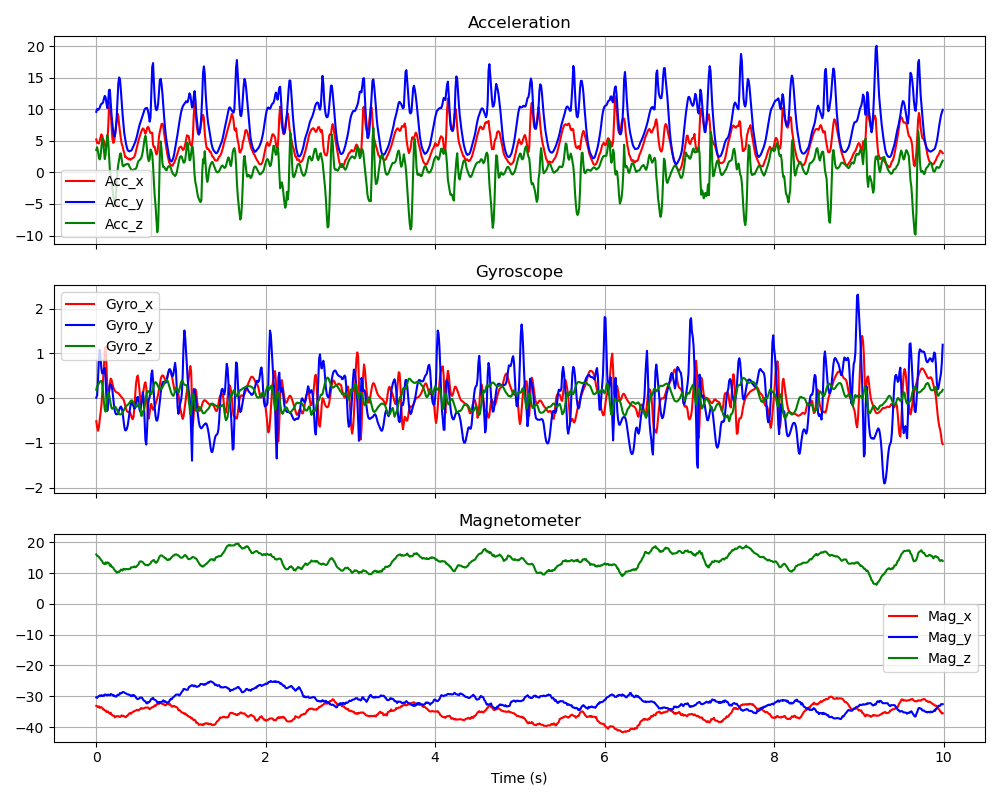 Acceleration
20
15
10
5
0
−5
−10
Acc_x
Acc_y
Acc_z
Gyroscope
2
1
0
−1
−2
Gyro_x
Gyro_y
Gyro_z
Magnetometer
20
10
0
−10
−20
−30
−40
Mag_x
Mag_y
Mag_z
0 2 4 6 8 10
Time (s)